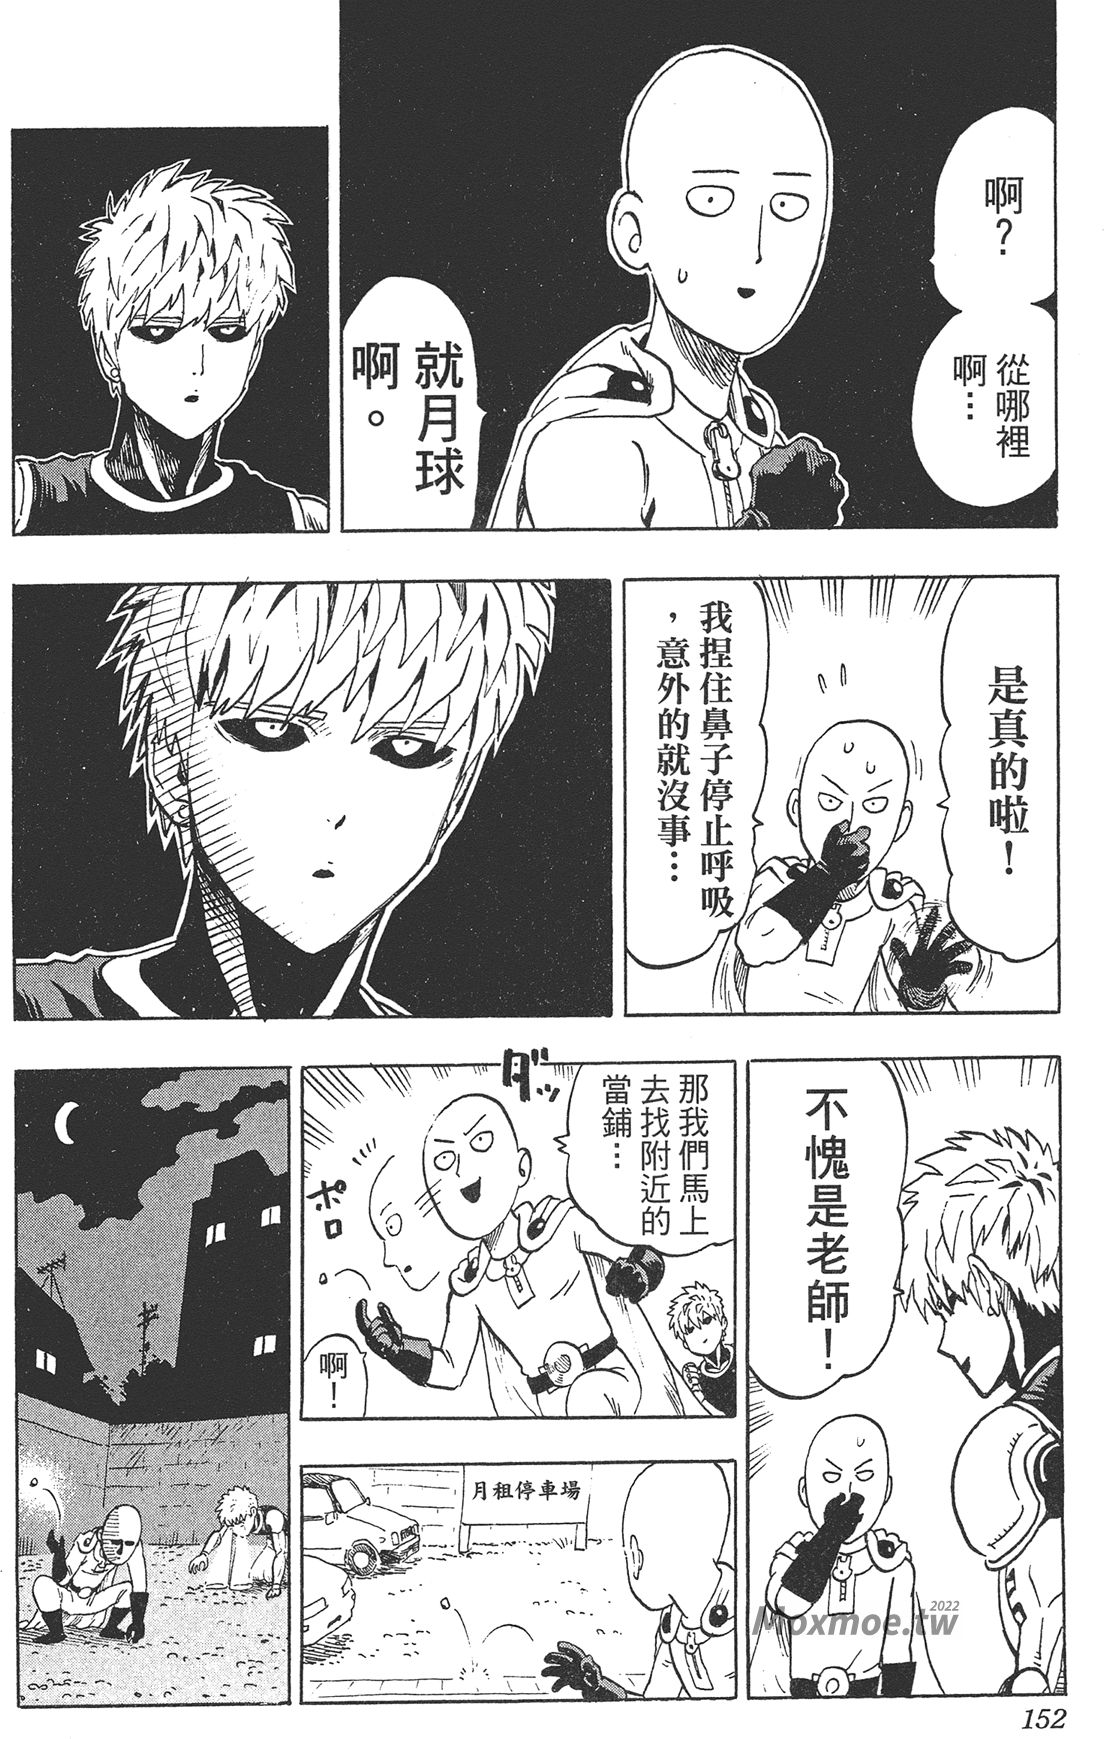 啊？
從哪裡
啊…
就月球
啊。
是真的啦！
我捏住鼻子停止呼吸
，意外的就沒事…
不愧是老師！
那我們馬上
去找附近的
當鋪…
ダッ
ポロ
啊！
月租停車場
Moxmoe.tw
2022
152